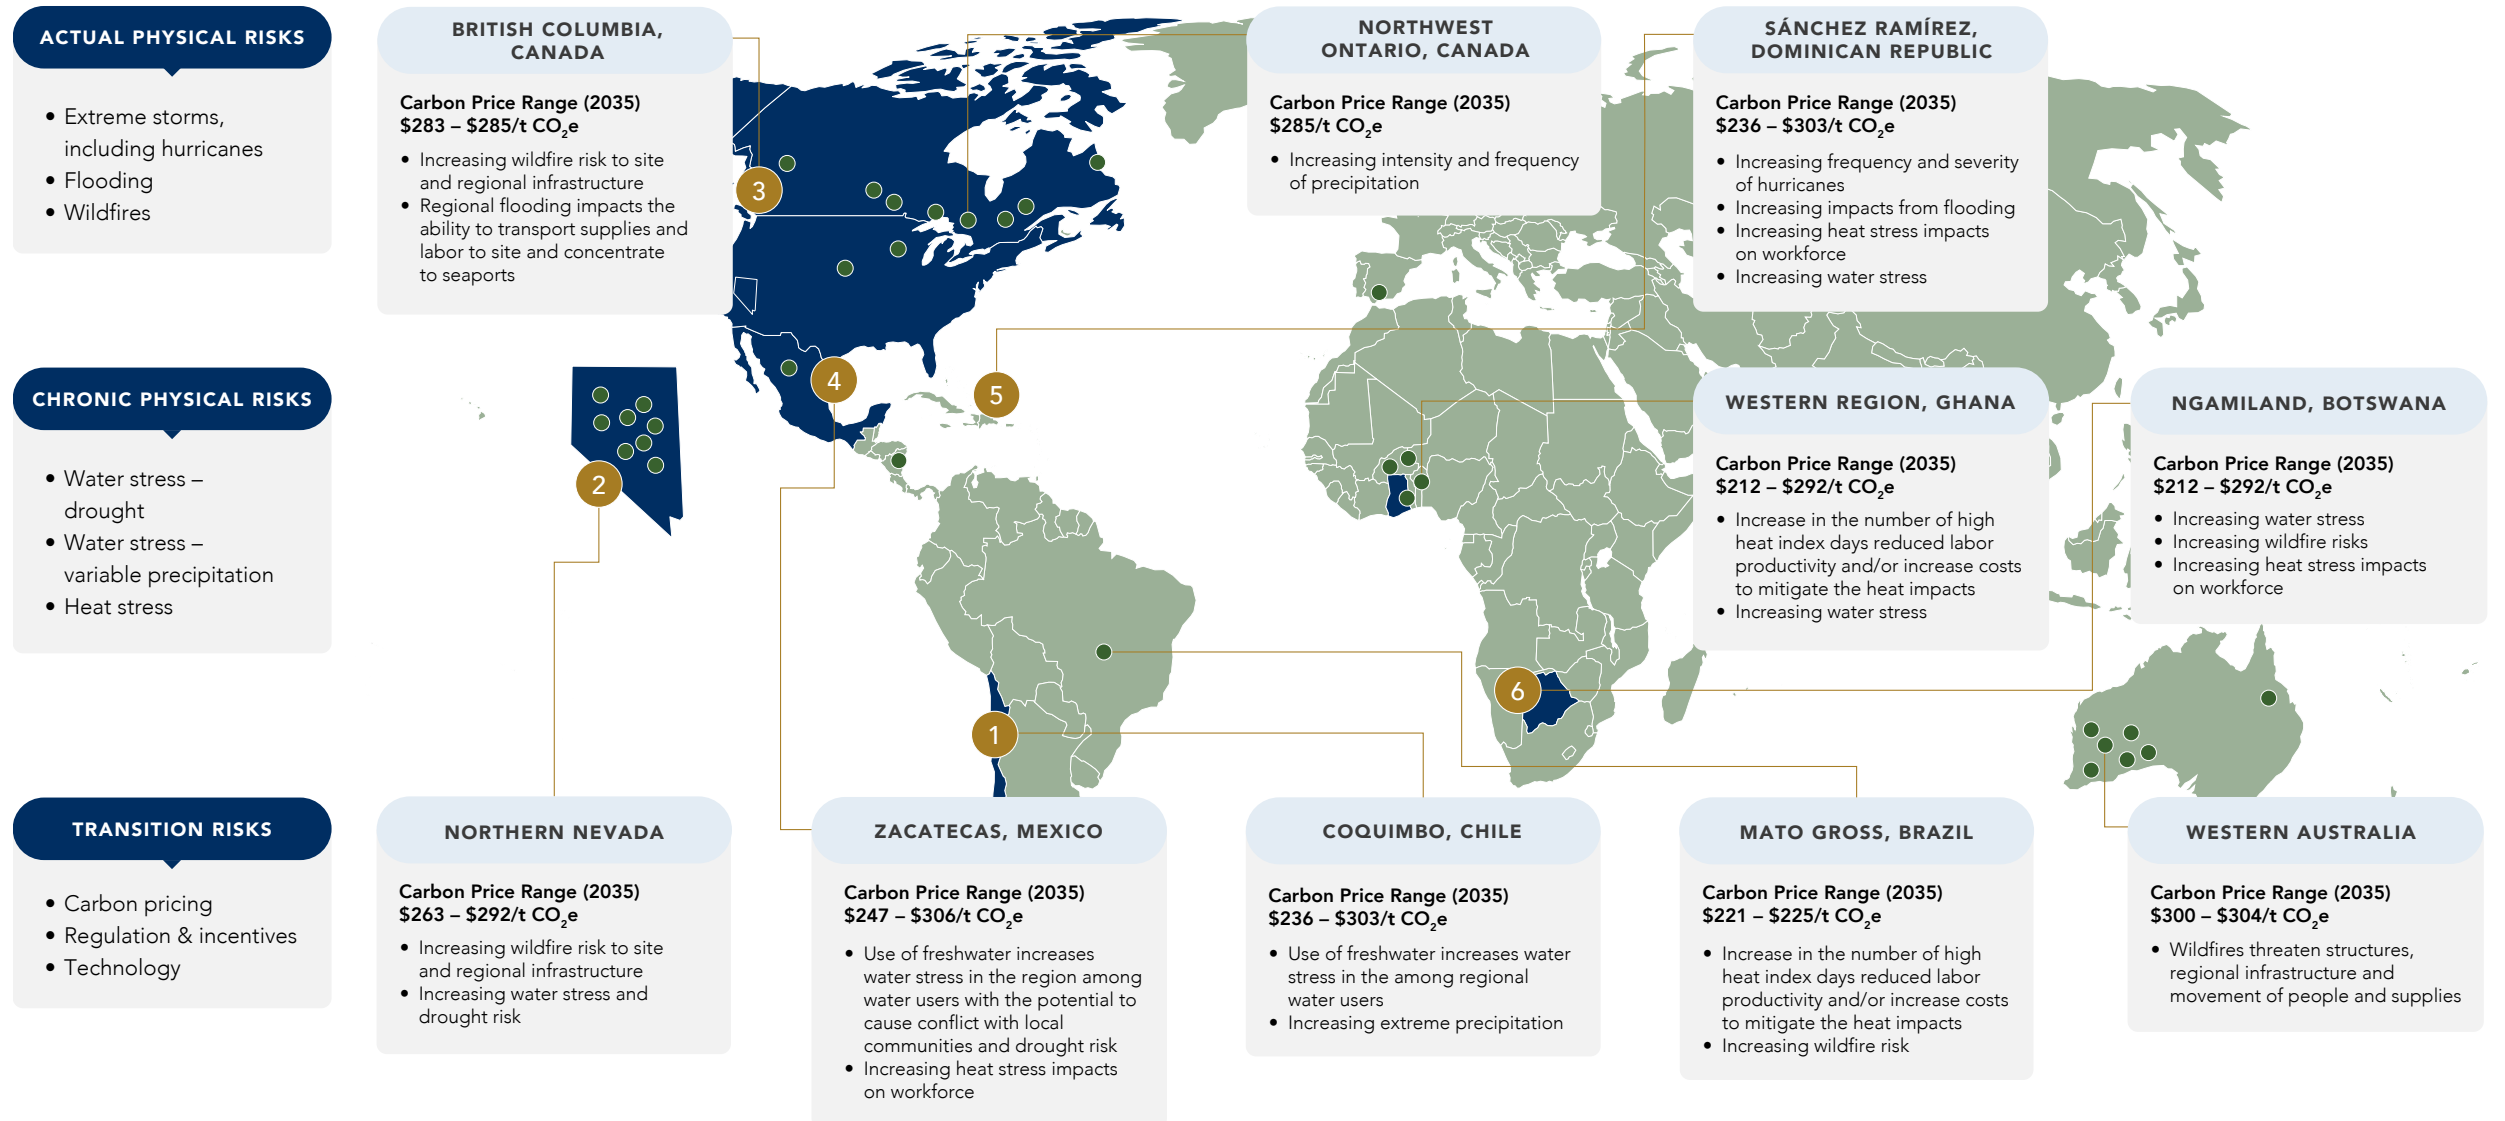 ACTUAL PHYSICAL RISKS
• Extreme storms,
including hurricanes
• Flooding
• Wildfires
CHRONIC PHYSICAL RISKS
• Water stress –
drought
• Water stress –
variable precipitation
• Heat stress
TRANSITION RISKS
• Carbon pricing
• Regulation & incentives
• Technology
BRITISH COLUMBIA,
CANADA
Carbon Price Range (2035)
$283 – $285/t CO₂e
• Increasing wildfire risk to site
and regional infrastructure
• Regional flooding impacts the
ability to transport supplies and
labor to site and concentrate
to seaports
NORTHWEST
ONTARIO, CANADA
Carbon Price Range (2035)
$285/t CO₂e
• Increasing intensity and frequency
of precipitation
SÁNCHEZ RAMÍREZ,
DOMINICAN REPUBLIC
Carbon Price Range (2035)
$236 – $303/t CO₂e
• Increasing frequency and severity
of hurricanes
• Increasing impacts from flooding
• Increasing heat stress impacts
on workforce
• Increasing water stress
3
4
5
2
1
6
WESTERN REGION, GHANA
Carbon Price Range (2035)
$212 – $292/t CO₂e
• Increase in the number of high
heat index days reduced labor
productivity and/or increase costs
to mitigate the heat impacts
• Increasing water stress
NGAMILAND, BOTSWANA
Carbon Price Range (2035)
$212 – $292/t CO₂e
• Increasing water stress
• Increasing wildfire risks
• Increasing heat stress impacts
on workforce
NORTHERN NEVADA
Carbon Price Range (2035)
$263 – $292/t CO₂e
• Increasing wildfire risk to site
and regional infrastructure
• Increasing water stress and
drought risk
ZACATECAS, MEXICO
Carbon Price Range (2035)
$247 – $306/t CO₂e
• Use of freshwater increases
water stress in the region among
water users with the potential to
cause conflict with local
communities and drought risk
• Increasing heat stress impacts
on workforce
COQUIMBO, CHILE
Carbon Price Range (2035)
$236 – $303/t CO₂e
• Use of freshwater increases water
stress in the among regional
water users
• Increasing extreme precipitation
MATO GROSS, BRAZIL
Carbon Price Range (2035)
$221 – $225/t CO₂e
• Increase in the number of high
heat index days reduced labor
productivity and/or increase costs
to mitigate the heat impacts
• Increasing wildfire risk
WESTERN AUSTRALIA
Carbon Price Range (2035)
$300 – $304/t CO₂e
• Wildfires threaten structures,
regional infrastructure and
movement of people and supplies